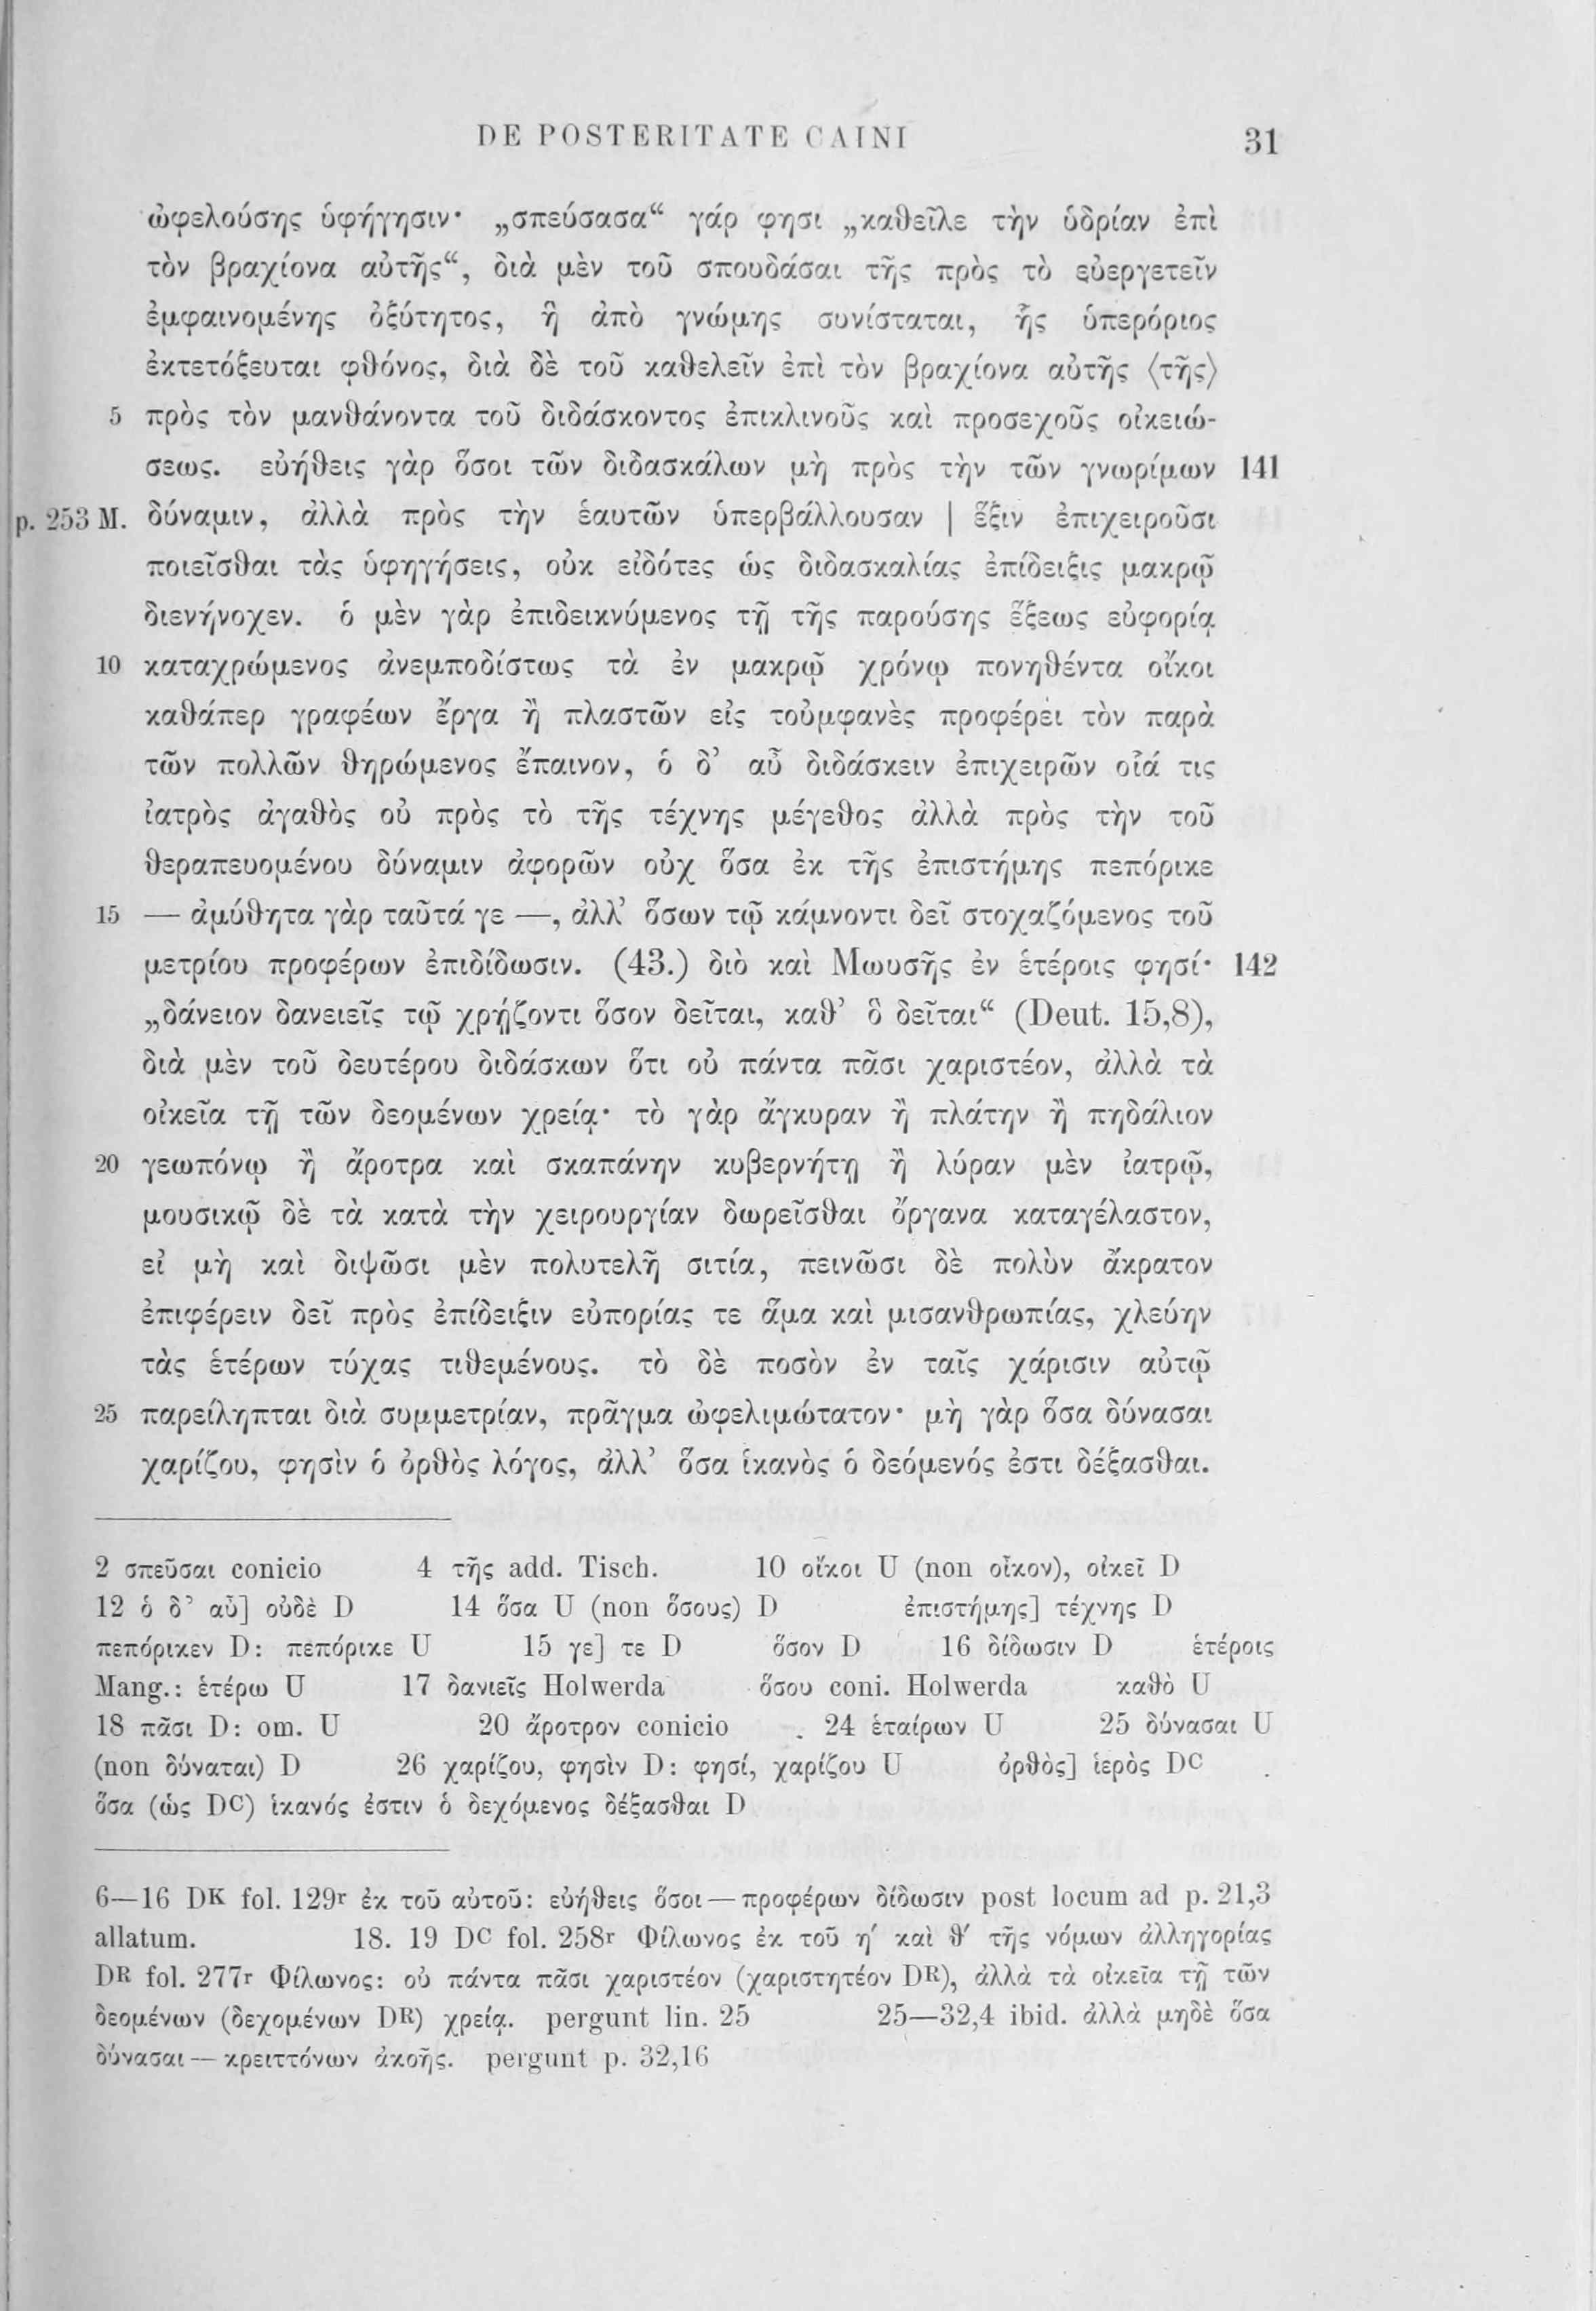 DE POSTERITATE CAINI 31
ὠφελούσης ὑφήγησιν· „σπεύσασα“ γάρ φησι „καθεῖλε τὴν ὑδρίαν ἐπὶ
τὸν βραχίονα αὐτῆς“, διὰ μὲν τοῦ σπουδάσαι τῆς πρὸς τὸ εὐεργετεῖν
ἐμφαινομένης ὀξύτητος, ἣ ἀπὸ γνώμης συνίσταται, ἧς ὑπερόριος
ἐκτετόξευται φθόνος, διὰ δὲ τοῦ καθελεῖν ἐπὶ τὸν βραχίονα αὐτῆς ⟨τῆς⟩
5 πρὸς τὸν μανθάνοντα τοῦ διδάσκοντος ἐπικλινοῦς καὶ προσεχοῦς οἰκειώ-
σεως. εὐήθεις γὰρ ὅσοι τῶν διδασκάλων μὴ πρὸς τὴν τῶν γνωρίμων 141
p. 253 M. δύναμιν, ἀλλὰ πρὸς τὴν ἑαυτῶν ὑπερβάλλουσαν | ἕξιν ἐπιχειροῦσι
ποιεῖσθαι τὰς ὑφηγήσεις, οὐκ εἰδότες ὡς διδασκαλίας ἐπίδειξις μακρῷ
διενήνοχεν. ὁ μὲν γὰρ ἐπιδεικνύμενος τῇ τῆς παρούσης ἕξεως εὐφορίᾳ
10 καταχρώμενος ἀνεμποδίστως τὰ ἐν μακρῷ χρόνῳ πονηθέντα οἴκοι
καθάπερ γραφέων ἔργα ἢ πλαστῶν εἰς τοὐμφανὲς προφέρει τὸν παρὰ
τῶν πολλῶν θηρώμενος ἔπαινον, ὁ δ’ αὖ διδάσκειν ἐπιχειρῶν οἷά τις
ἰατρὸς ἀγαθὸς οὐ πρὸς τὸ τῆς τέχνης μέγεθος ἀλλὰ πρὸς τὴν τοῦ
θεραπευομένου δύναμιν ἀφορῶν οὐχ ὅσα ἐκ τῆς ἐπιστήμης πεπόρικε
15 — ἀμύθητα γὰρ ταῦτά γε —, ἀλλ’ ὅσων τῷ κάμνοντι δεῖ στοχαζόμενος τοῦ
μετρίου προφέρων ἐπιδίδωσιν. (43.) διὸ καὶ Μωυσῆς ἐν ἑτέροις φησί· 142
„δάνειον δανειεῖς τῷ χρῄζοντι ὅσον δεῖται, καθ’ ὃ δεῖται“ (Deut. 15,8),
διὰ μὲν τοῦ δευτέρου διδάσκων ὅτι οὐ πάντα πᾶσι χαριστέον, ἀλλὰ τὰ
οἰκεῖα τῇ τῶν δεομένων χρείᾳ· τὸ γὰρ ἄγκυραν ἢ πλάτην ἢ πηδάλιον
20 γεωπόνῳ ἢ ἄροτρα καὶ σκαπάνην κυβερνήτῃ ἢ λύραν μὲν ἰατρῷ,
μουσικῷ δὲ τὰ κατὰ τὴν χειρουργίαν δωρεῖσθαι ὄργανα καταγέλαστον,
εἰ μὴ καὶ διψῶσι μὲν πολυτελῆ σιτία, πεινῶσι δὲ πολὺν ἄκρατον
ἐπιφέρειν δεῖ πρὸς ἐπίδειξιν εὐπορίας τε ἅμα καὶ μισανθρωπίας, χλεύην
τὰς ἑτέρων τύχας τιθεμένους. τὸ δὲ ποσὸν ἐν ταῖς χάρισιν αὐτῷ
25 παρείληπται διὰ συμμετρίαν, πρᾶγμα ὠφελιμώτατον· μὴ γὰρ ὅσα δύνασαι
χαρίζου, φησὶν ὁ ὀρθὸς λόγος, ἀλλ’ ὅσα ἱκανὸς ὁ δεόμενός ἐστι δέξασθαι.
2 σπεῦσαι conicio 4 τῆς add. Tisch. 10 οἴκοι U (non οἶκον), οἰκεῖ D
12 ὁ δ’ αὖ] οὐδὲ D 14 ὅσα U (non ὅσους) D ἐπιστήμης] τέχνης D
πεπόρικεν D: πεπόρικε U 15 γε] τε D ὅσον D 16 δίδωσιν D ἑτέροις
Mang.: ἑτέρω U 17 δανιεῖς Holwerda ὅσου coni. Holwerda καθὸ U
18 πᾶσι D: om. U 20 ἄροτρον conicio 24 ἑταίρων U 25 δύνασαι U
(non δύναται) D 26 χαρίζου, φησὶν D: φησί, χαρίζου U ὀρθὸς] ἱερὸς DC
ὅσα (ὡς DC) ἱκανός ἐστιν ὁ δεχόμενος δέξασθαι D
6—16 DK fol. 129r ἐκ τοῦ αὐτοῦ: εὐήθεις ὅσοι — προφέρων δίδωσιν post locum ad p. 21,3
allatum. 18. 19 DC fol. 258r Φίλωνος ἐκ τοῦ η′ καὶ θ′ τῆς νόμων ἀλληγορίας
DR fol. 277r Φίλωνος: οὐ πάντα πᾶσι χαριστέον (χαριστητέον DR), ἀλλὰ τὰ οἰκεῖα τῇ τῶν
δεομένων (δεχομένων DR) χρείᾳ. pergunt lin. 25 25—32,4 ibid. ἀλλὰ μηδὲ ὅσα
δύνασαι — κρειττόνων ἀκοῆς. pergunt p. 32,16